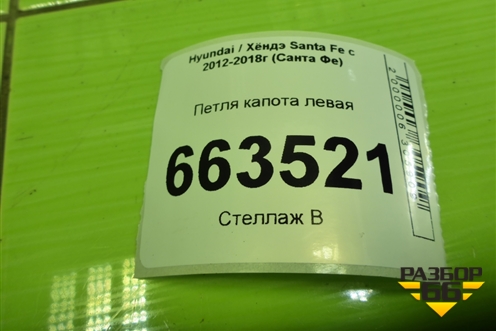 Hyundai / Хёндэ Santa Fe с
2012-2018г (Санта Фе)
Петля капота левая
663521
Стеллаж В
РАЗБОР
66